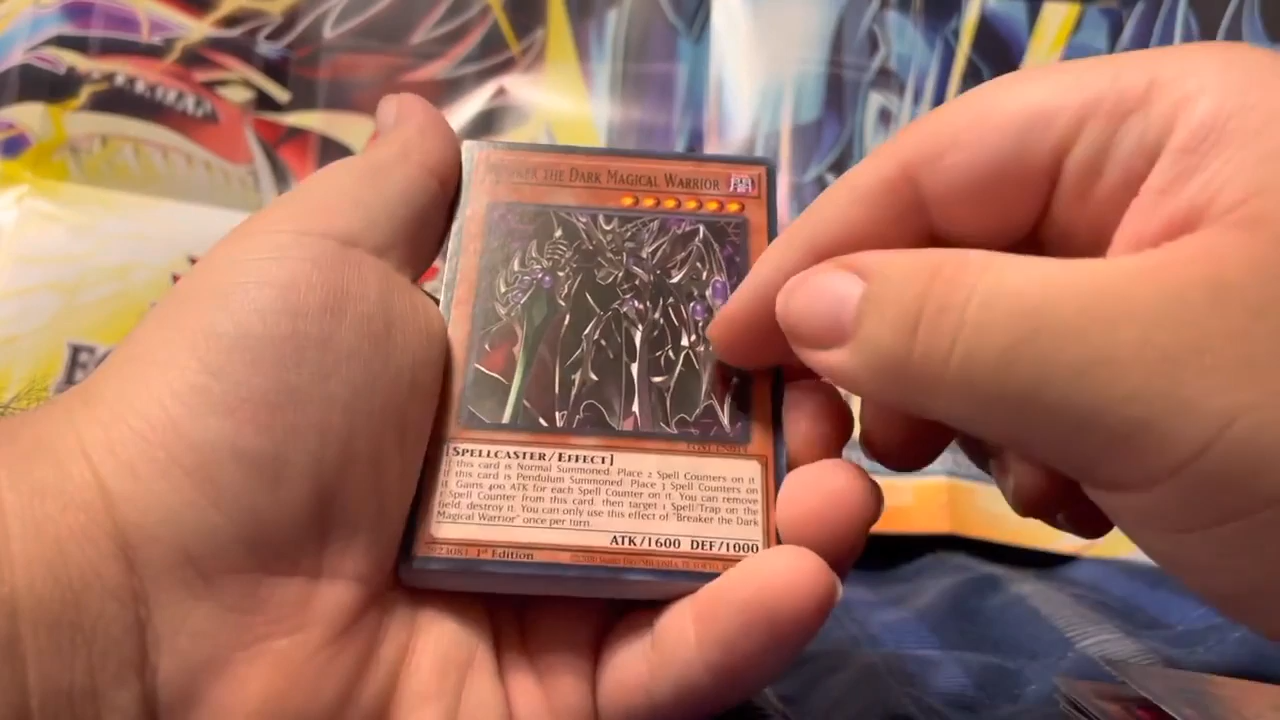 THE DARK MAGICAL WARRIOR
[SPELLCASTER/EFFECT]
If this card is Normal Summoned: Place 2 Spell Counters on it.
If this card is Pendulum Summoned: Place 3 Spell Counters on
it. Gains 400 ATK for each Spell Counter on it. You can remove
1 Spell Counter from this card, then target 1 Spell/Trap on the
field; destroy it. You can only use this effect of "Breaker the Dark
Magical Warrior" once per turn.
ATK/1600 DEF/1000
1st Edition